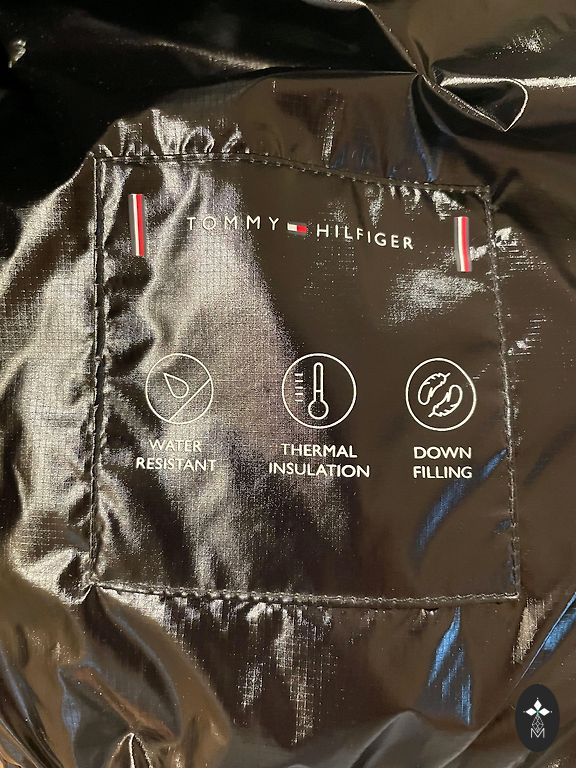 TOMMY HILFIGER
WATER RESISTANT
THERMAL INSULATION
DOWN FILLING
M